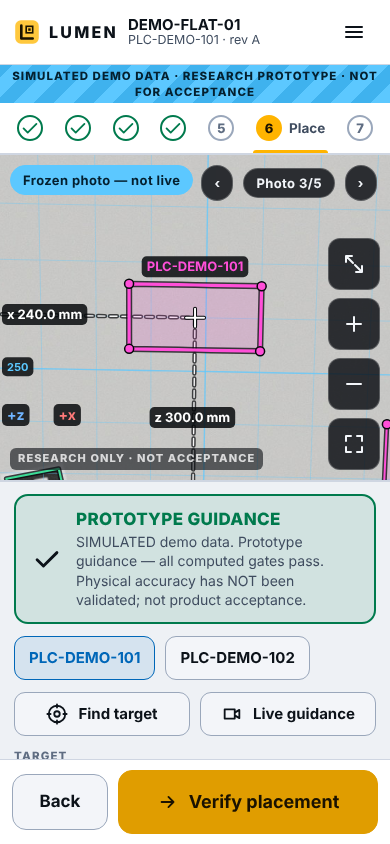 LUMEN
DEMO-FLAT-01
PLC-DEMO-101 · rev A
SIMULATED DEMO DATA · RESEARCH PROTOTYPE · NOT
FOR ACCEPTANCE
5
6 Place
7
Frozen photo — not live
‹
Photo 3/5
›
PLC-DEMO-101
x 240.0 mm
250
+z
+x
z 300.0 mm
RESEARCH ONLY · NOT ACCEPTANCE
PROTOTYPE GUIDANCE
SIMULATED demo data. Prototype
guidance — all computed gates pass.
Physical accuracy has NOT been
validated; not product acceptance.
PLC-DEMO-101
PLC-DEMO-102
Find target
Live guidance
TARGET
Back
→ Verify placement